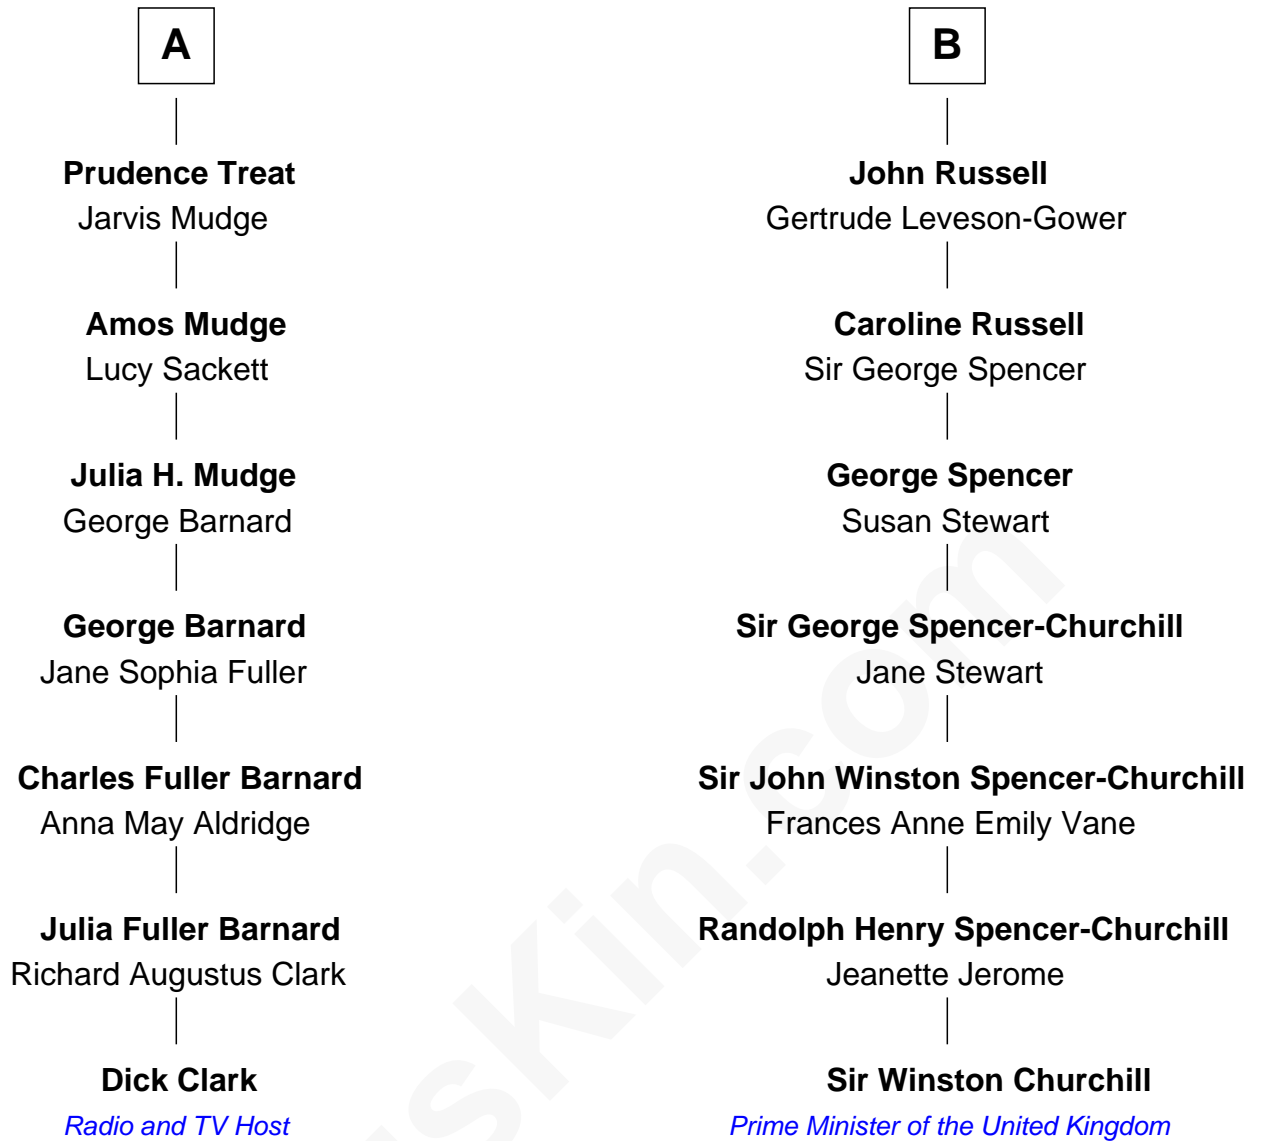 A
Prudence Treat
Jarvis Mudge
Amos Mudge
Lucy Sackett
Julia H. Mudge
George Barnard
George Barnard
Jane Sophia Fuller
Charles Fuller Barnard
Anna May Aldridge
Julia Fuller Barnard
Richard Augustus Clark
Dick Clark
Radio and TV Host
B
John Russell
Gertrude Leveson-Gower
Caroline Russell
Sir George Spencer
George Spencer
Susan Stewart
Sir George Spencer-Churchill
Jane Stewart
Sir John Winston Spencer-Churchill
Frances Anne Emily Vane
Randolph Henry Spencer-Churchill
Jeanette Jerome
Sir Winston Churchill
Prime Minister of the United Kingdom
sKin.com